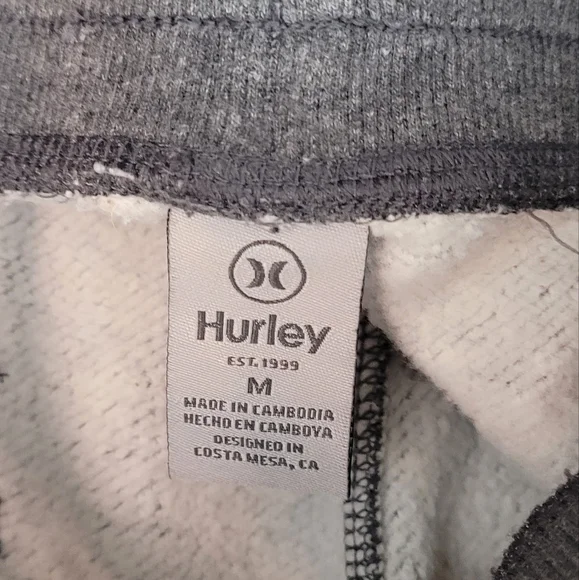 Hurley
EST. 1999
M
MADE IN CAMBODIA
HECHO EN CAMBOYA
DESIGNED IN
COSTA MESA, CA